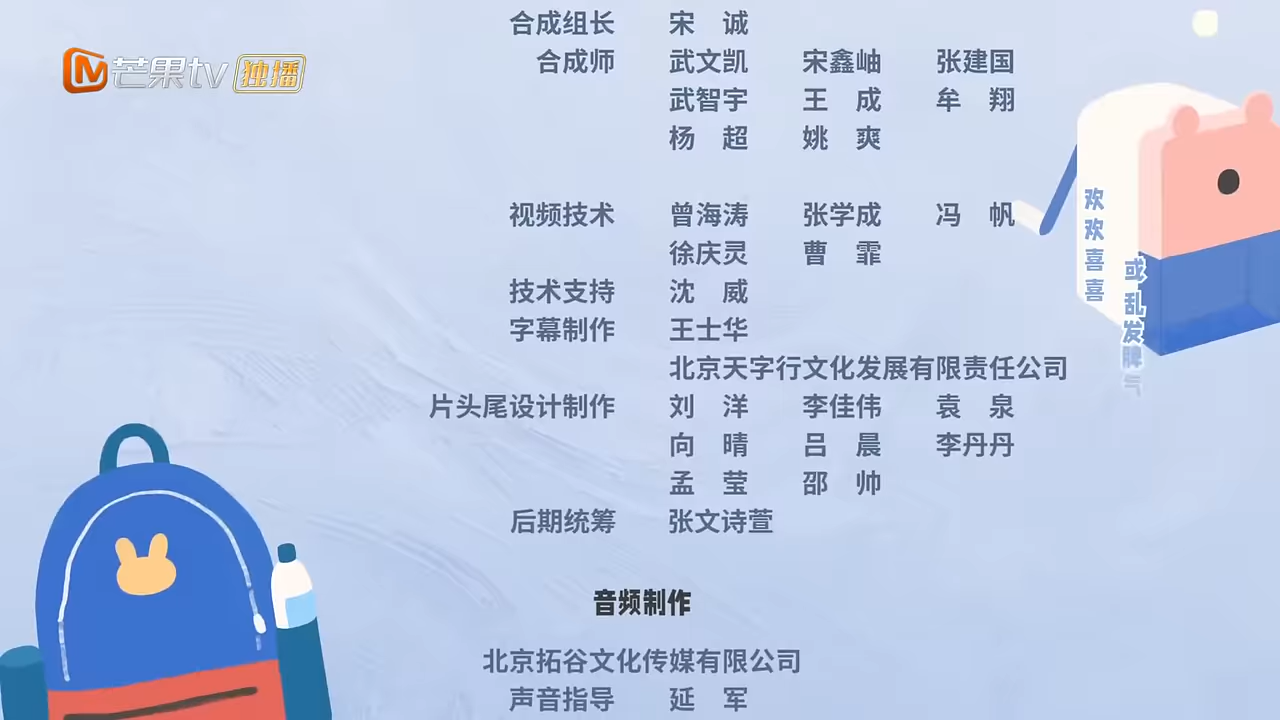 芒果tv 独播
合成组长 宋 诚
合成师 武文凯 宋鑫岫 张建国
武智宇 王 成 牟 翔
杨 超 姚 爽
视频技术 曾海涛 张学成 冯 帆
徐庆灵 曹 霏
技术支持 沈 威
字幕制作 王士华
北京天字行文化发展有限责任公司
片头尾设计制作 刘 洋 李佳伟 袁 泉
向 晴 吕 晨 李丹丹
孟 莹 邵 帅
后期统筹 张文诗萱
音频制作
北京拓谷文化传媒有限公司
声音指导 延 军
欢欢喜喜
或乱发脾气